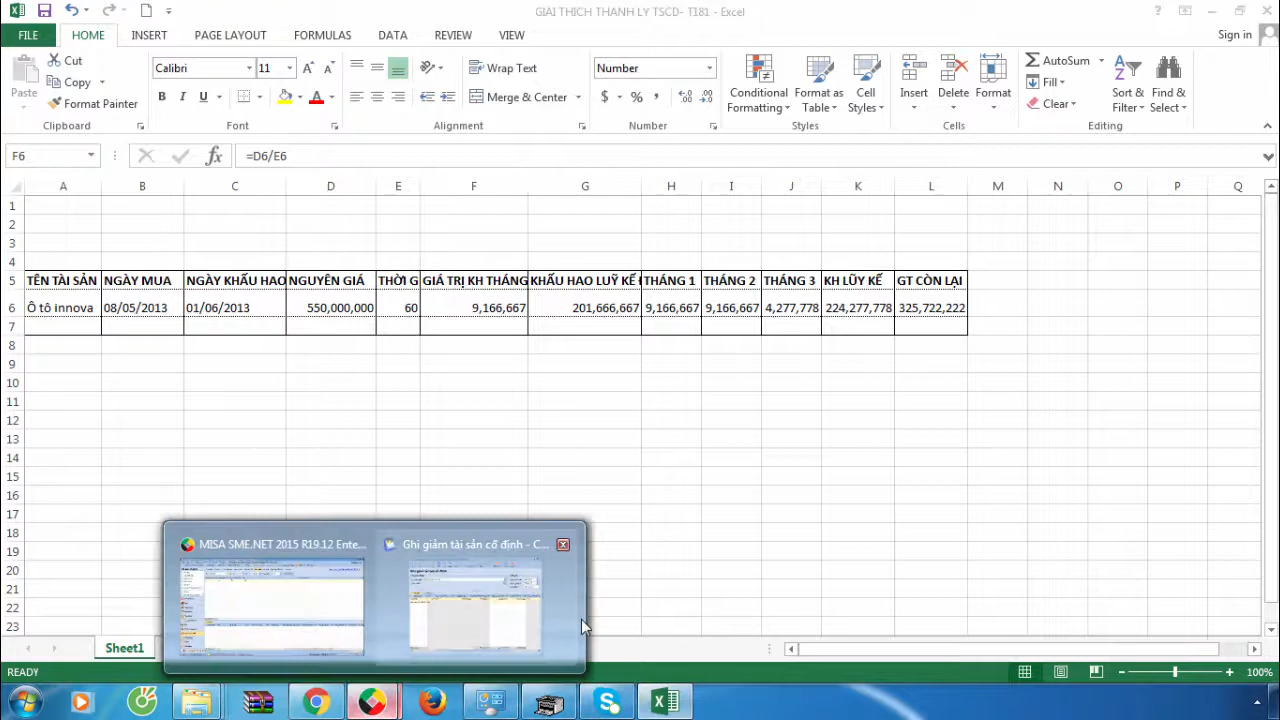 GIAI THICH THANH LY TSCD- T181 - Excel
FILE HOME INSERT PAGE LAYOUT FORMULAS DATA REVIEW VIEW Sign in
Paste Cut Copy Format Painter Clipboard
Calibri 11 B I U Font
Wrap Text Merge & Center Alignment
Number $ % , Number
Conditional Formatting Format as Table Cell Styles Styles
Insert Delete Format Cells
AutoSum Fill Clear Sort & Filter Find & Select Editing
F6 fx =D6/E6
A B C D E F G H I J K L M N O P Q
1
2
3
4
5 TÊN TÀI SẢN NGÀY MUA NGÀY KHẤU HAO NGUYÊN GIÁ THỜI G GIÁ TRỊ KH THÁNG KHẤU HAO LUỸ KẾ THÁNG 1 THÁNG 2 THÁNG 3 KH LŨY KẾ GT CÒN LẠI
6 Ô tô innova 08/05/2013 01/06/2013 550,000,000 60 9,166,667 201,666,667 9,166,667 9,166,667 4,277,778 224,277,778 325,722,222
7
8
9
10
11
12
13
14
15
16
17
18
19
20
21
22
23
MISA SME.NET 2015 R19.12 Ente... Ghi giảm tài sản cố định - C...
Sheet1
READY 100%